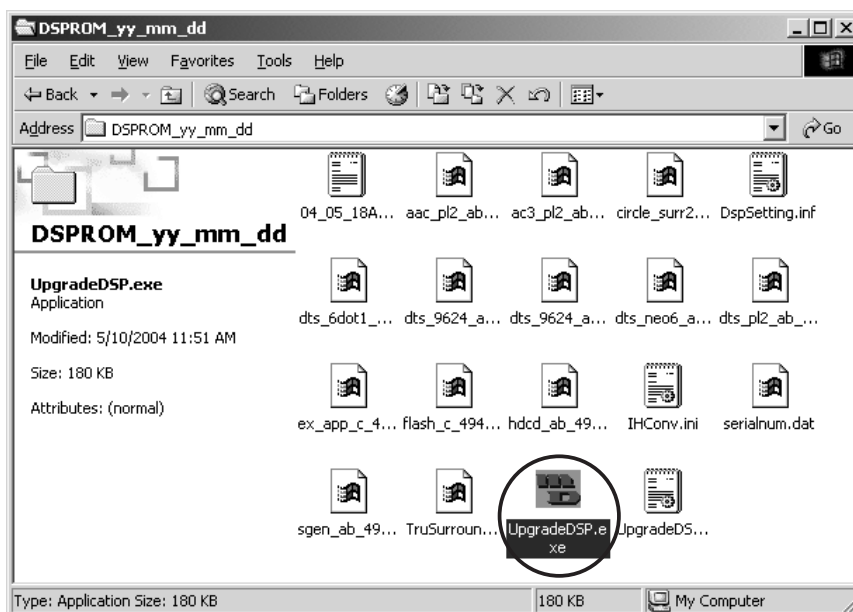 DSPROM_yy_mm_dd
File Edit View Favorites Tools Help
Back Search Folders
Address DSPROM_yy_mm_dd Go
DSPROM_yy_mm_dd
UpgradeDSP.exe
Application
Modified: 5/10/2004 11:51 AM
Size: 180 KB
Attributes: (normal)
04_05_18A... aac_pl2_ab... ac3_pl2_ab... circle_surr2... DspSetting.inf
dts_6dot1_... dts_9624_a... dts_9624_a... dts_neo6_a... dts_pl2_ab_...
ex_app_c_4... flash_c_494... hdcd_ab_49... IHConv.ini serialnum.dat
sgen_ab_49... TruSurroun... UpgradeDSP.e UpgradeDS...
xe
Type: Application Size: 180 KB 180 KB My Computer